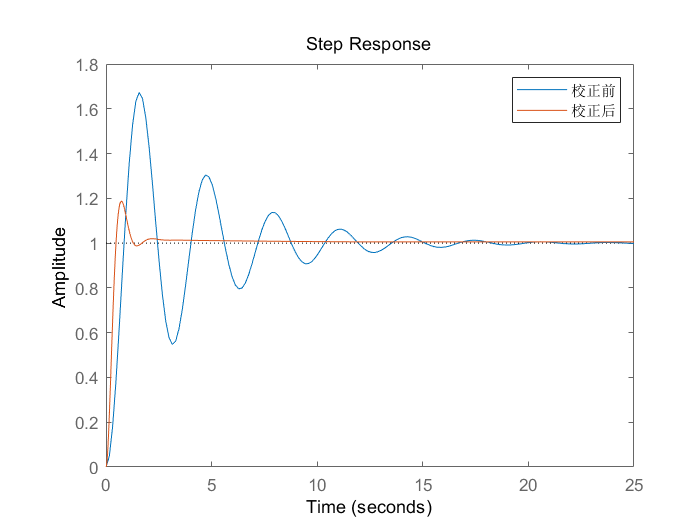 Step Response
校正前
校正后
Amplitude
1.8
1.6
1.4
1.2
1
0.8
0.6
0.4
0.2
0
0 5 10 15 20 25
Time (seconds)